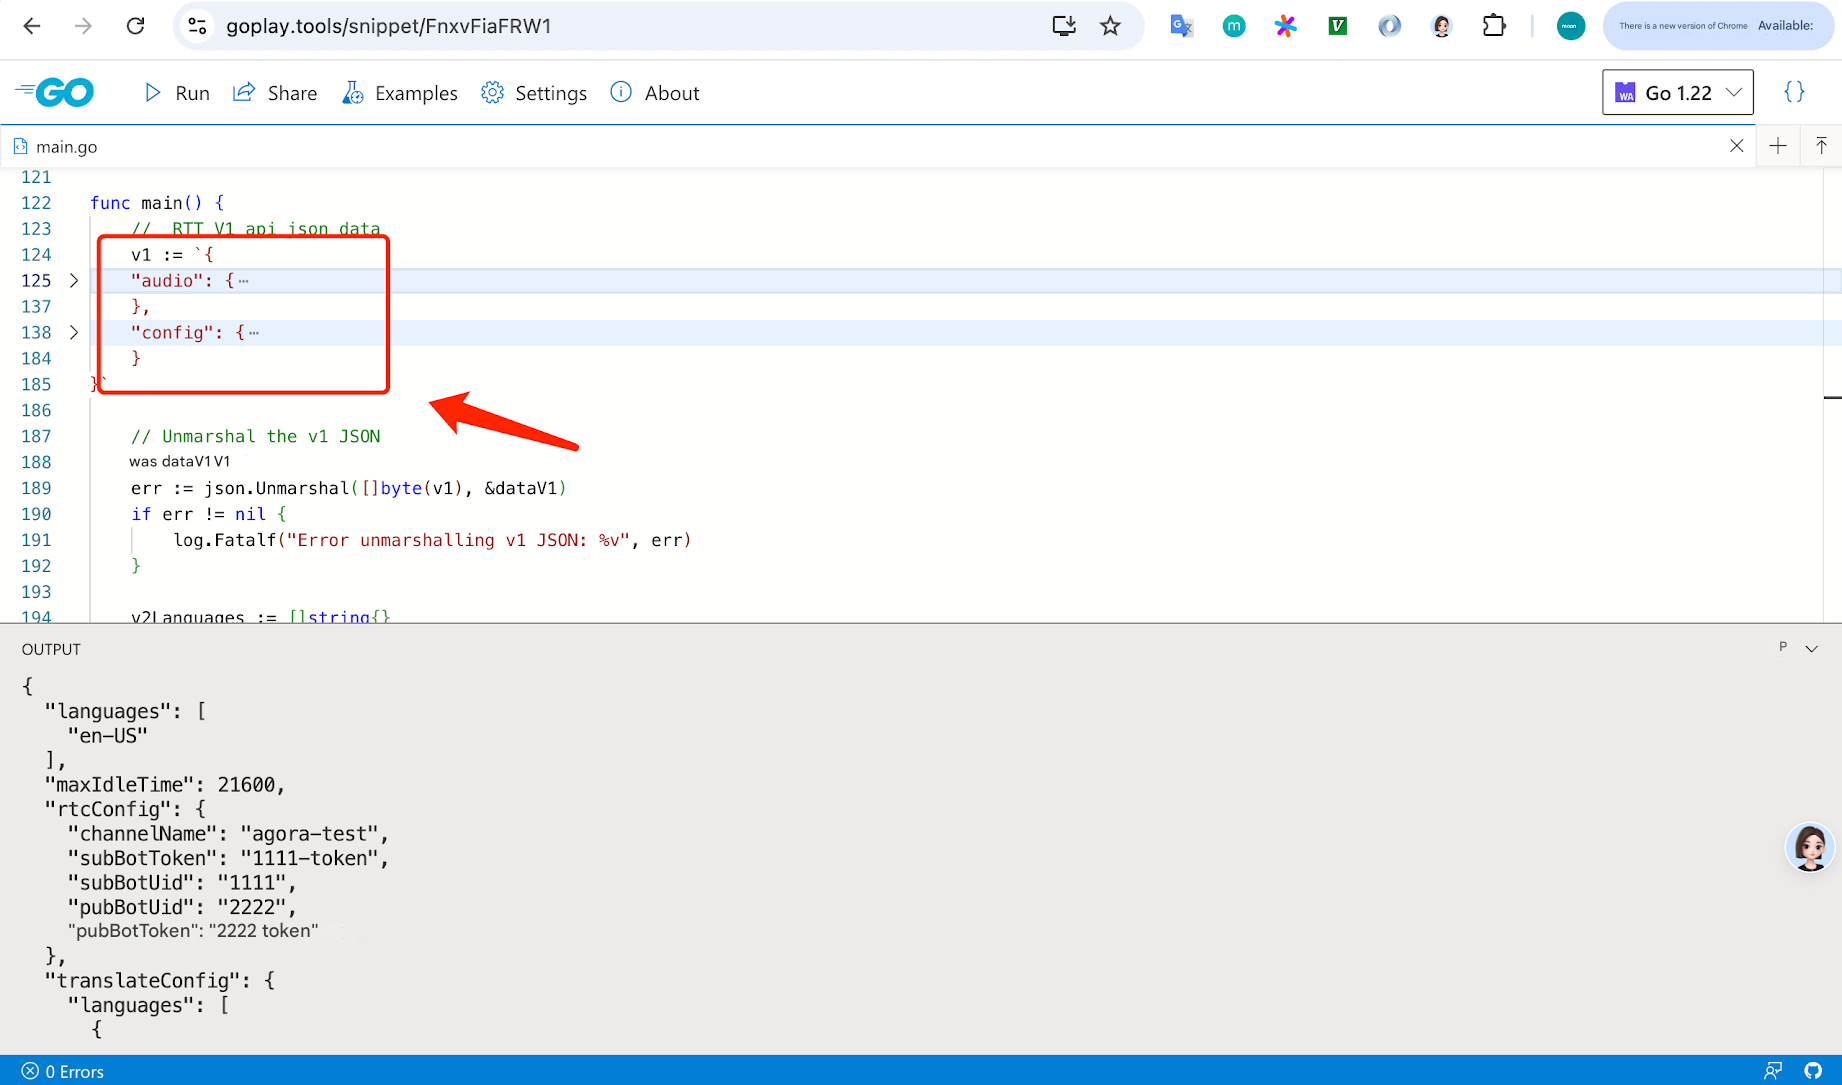 goplay.tools/snippet/FnxvFiaFRW1
m
V
moon
There is a new version of Chrome Available:
GO
Run Share Examples Settings About
WA Go 1.22 {}
main.go
121
122 func main() {
123 // RTT V1 api json data
124 v1 := `{
125 "audio": {…
137 },
138 "config": {…
184 }
185 }`
186
187 // Unmarshal the v1 JSON
188 was dataV1 V1
189 err := json.Unmarshal([]byte(v1), &dataV1)
190 if err != nil {
191 log.Fatalf("Error unmarshalling v1 JSON: %v", err)
192 }
193
194 v2Languages := []string{}
OUTPUT P
{
"languages": [
"en-US"
],
"maxIdleTime": 21600,
"rtcConfig": {
"channelName": "agora-test",
"subBotToken": "1111-token",
"subBotUid": "1111",
"pubBotUid": "2222",
"pubBotToken": "2222 token"
},
"translateConfig": {
"languages": [
{
0 Errors